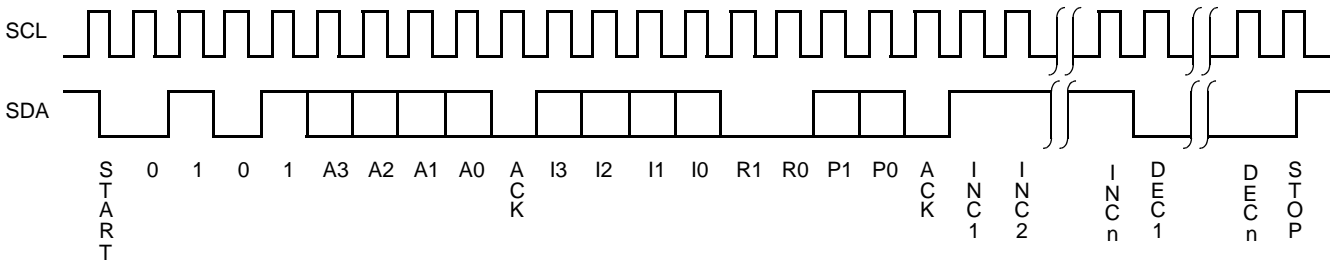 SCL
SDA
START 0 1 0 1 A3 A2 A1 A0 ACK I3 I2 I1 I0 R1 R0 P1 P0 ACK INC1 INC2 INCn DEC1 DECn STOP